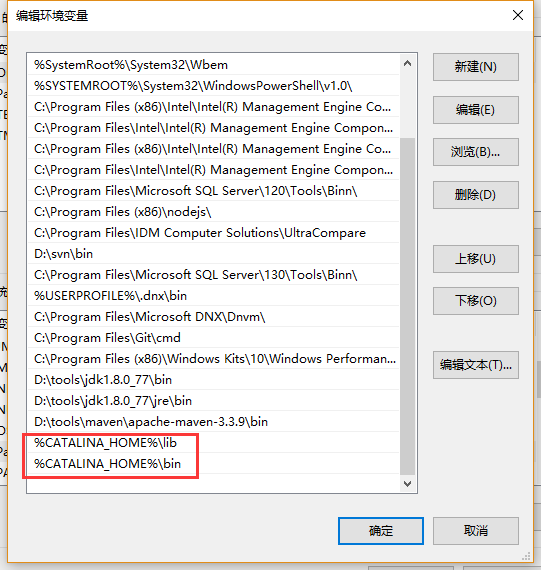 编辑环境变量
%SystemRoot%\System32\Wbem
%SYSTEMROOT%\System32\WindowsPowerShell\v1.0\
C:\Program Files (x86)\Intel\Intel(R) Management Engine Co...
C:\Program Files\Intel\Intel(R) Management Engine Compon...
C:\Program Files (x86)\Intel\Intel(R) Management Engine Co...
C:\Program Files\Intel\Intel(R) Management Engine Compon...
C:\Program Files\Microsoft SQL Server\120\Tools\Binn\
C:\Program Files (x86)\nodejs\
C:\Program Files\IDM Computer Solutions\UltraCompare
D:\svn\bin
C:\Program Files\Microsoft SQL Server\130\Tools\Binn\
%USERPROFILE%\.dnx\bin
C:\Program Files\Microsoft DNX\Dnvm\
C:\Program Files\Git\cmd
C:\Program Files (x86)\Windows Kits\10\Windows Performan...
D:\tools\jdk1.8.0_77\bin
D:\tools\jdk1.8.0_77\jre\bin
D:\tools\maven\apache-maven-3.3.9\bin
%CATALINA_HOME%\lib
%CATALINA_HOME%\bin
新建(N)
编辑(E)
浏览(B)...
删除(D)
上移(U)
下移(O)
编辑文本(T)...
确定
取消